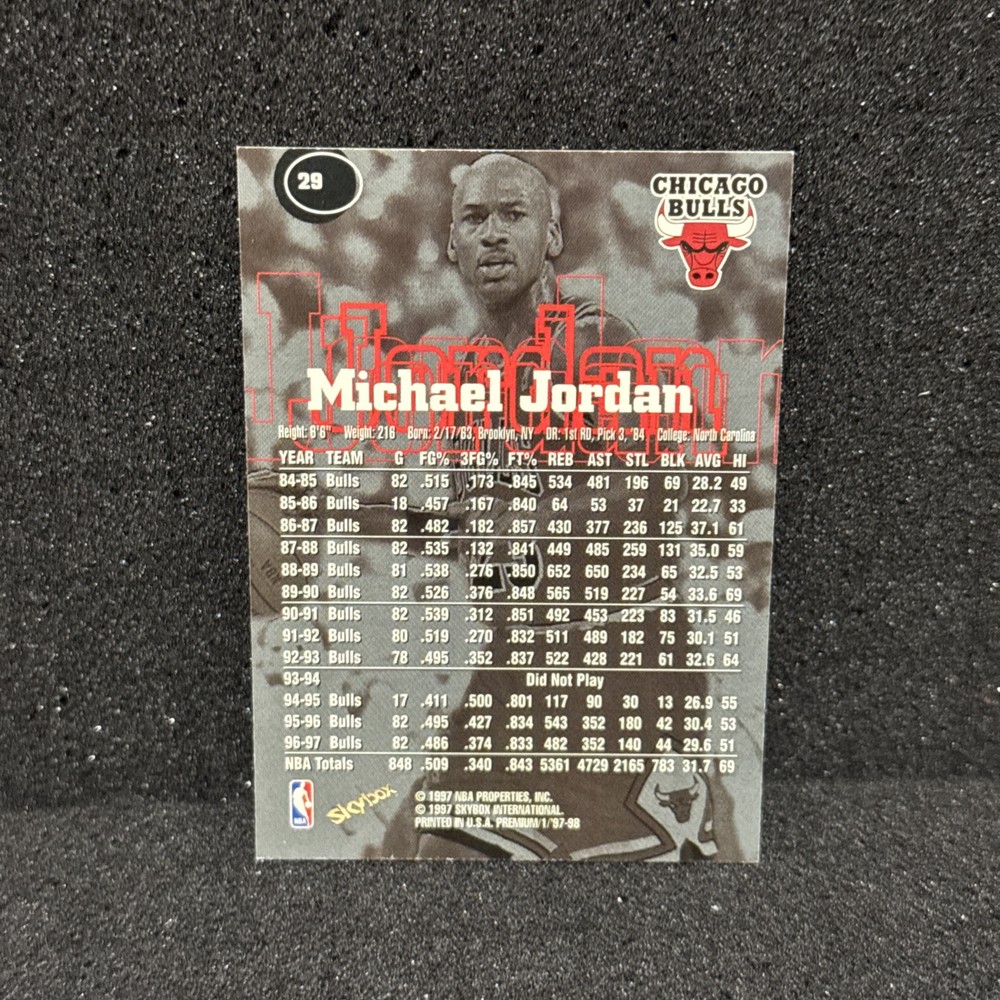 29
CHICAGO
BULLS
Jordan
Michael Jordan
Height: 6'6" Weight: 216 Born: 2/17/63, Brooklyn, NY DR: 1st RD, Pick 3, '84 College: North Carolina
YEAR TEAM G FG% 3FG% FT% REB AST STL BLK AVG HI
84-85 Bulls 82 .515 .173 .845 534 481 196 69 28.2 49
85-86 Bulls 18 .457 .167 .840 64 53 37 21 22.7 33
86-87 Bulls 82 .482 .182 .857 430 377 236 125 37.1 61
87-88 Bulls 82 .535 .132 .841 449 485 259 131 35.0 59
88-89 Bulls 81 .538 .276 .850 652 650 234 65 32.5 53
89-90 Bulls 82 .526 .376 .848 565 519 227 54 33.6 69
90-91 Bulls 82 .539 .312 .851 492 453 223 83 31.5 46
91-92 Bulls 80 .519 .270 .832 511 489 182 75 30.1 51
92-93 Bulls 78 .495 .352 .837 522 428 221 61 32.6 64
93-94 Did Not Play
94-95 Bulls 17 .411 .500 .801 117 90 30 13 26.9 55
95-96 Bulls 82 .495 .427 .834 543 352 180 42 30.4 53
96-97 Bulls 82 .486 .374 .833 482 352 140 44 29.6 51
NBA Totals 848 .509 .340 .843 5361 4729 2165 783 31.7 69
NBA
Skybox
© 1997 NBA PROPERTIES, INC.
© 1997 SKYBOX INTERNATIONAL.
PRINTED IN U.S.A. PREMIUM/1/'97-98